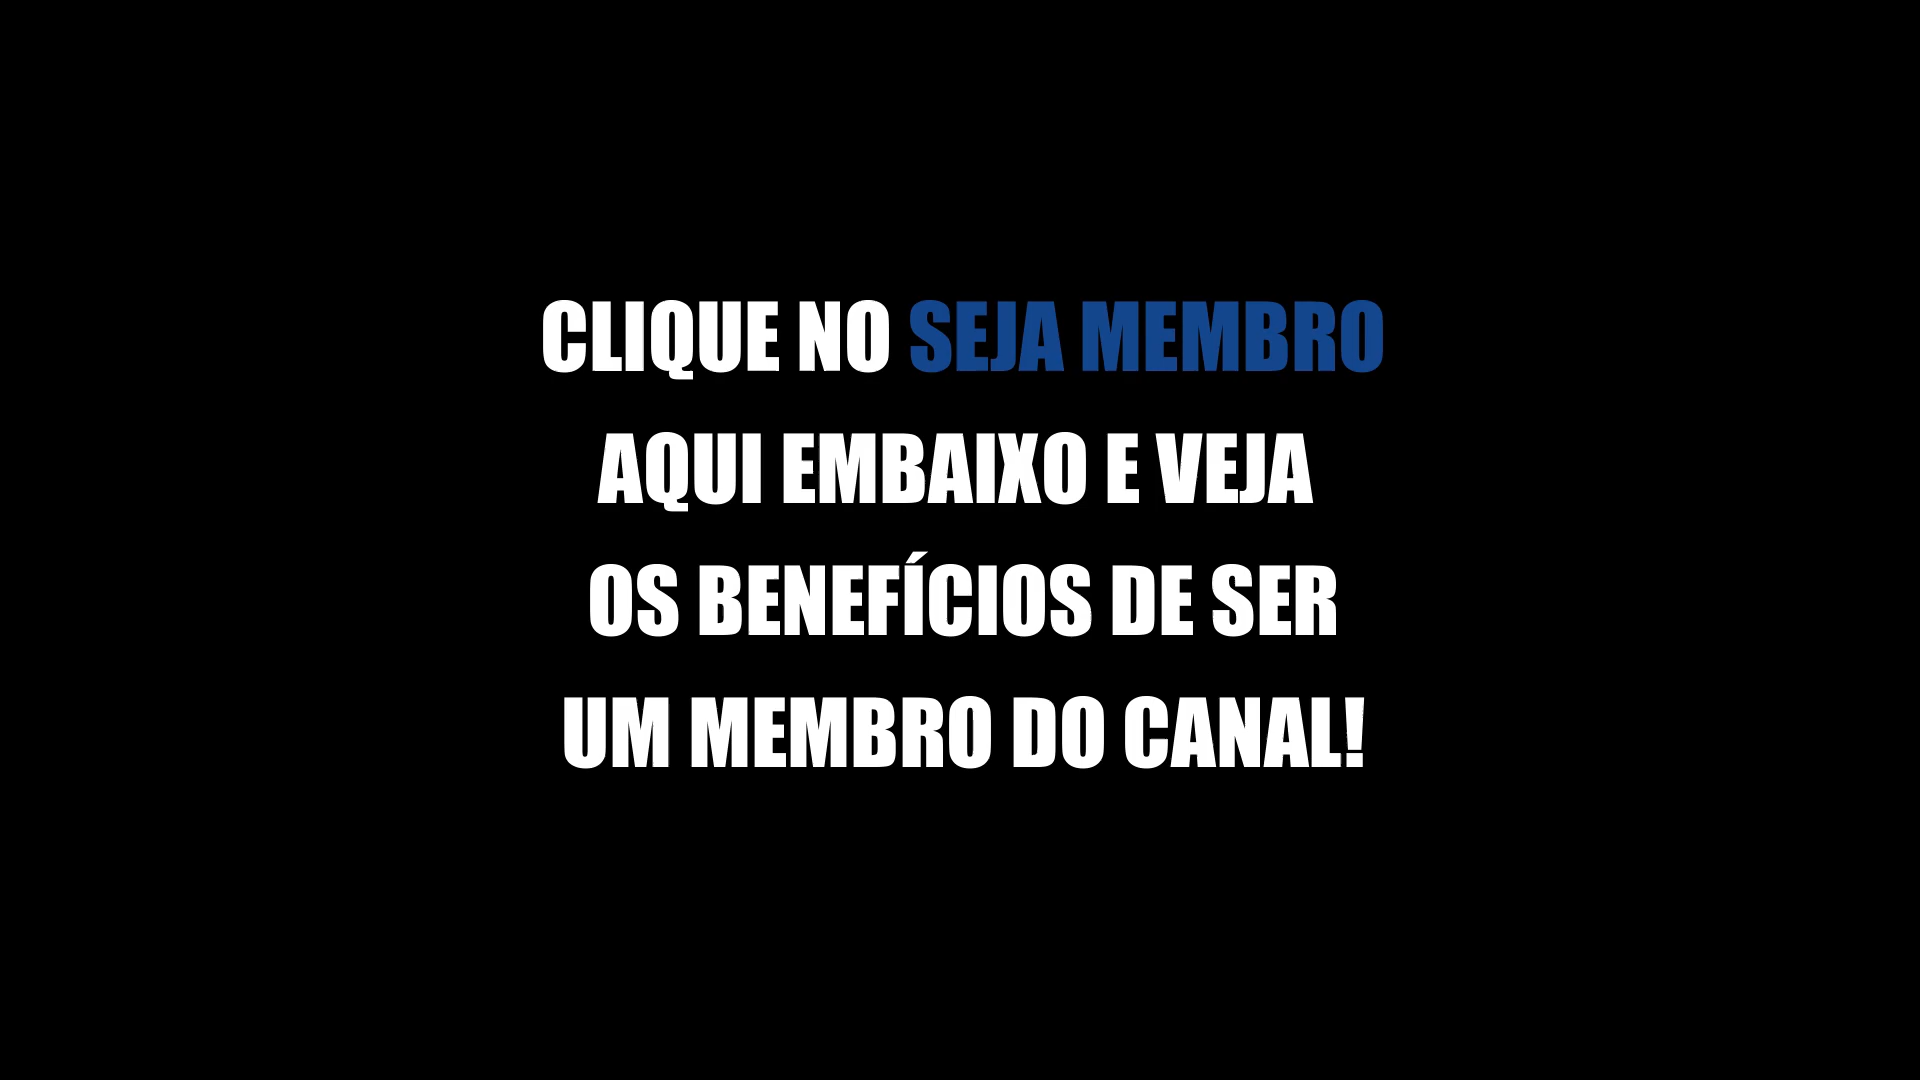 CLIQUE NO SEJA MEMBRO
AQUI EMBAIXO E VEJA
OS BENEFÍCIOS DE SER
UM MEMBRO DO CANAL!